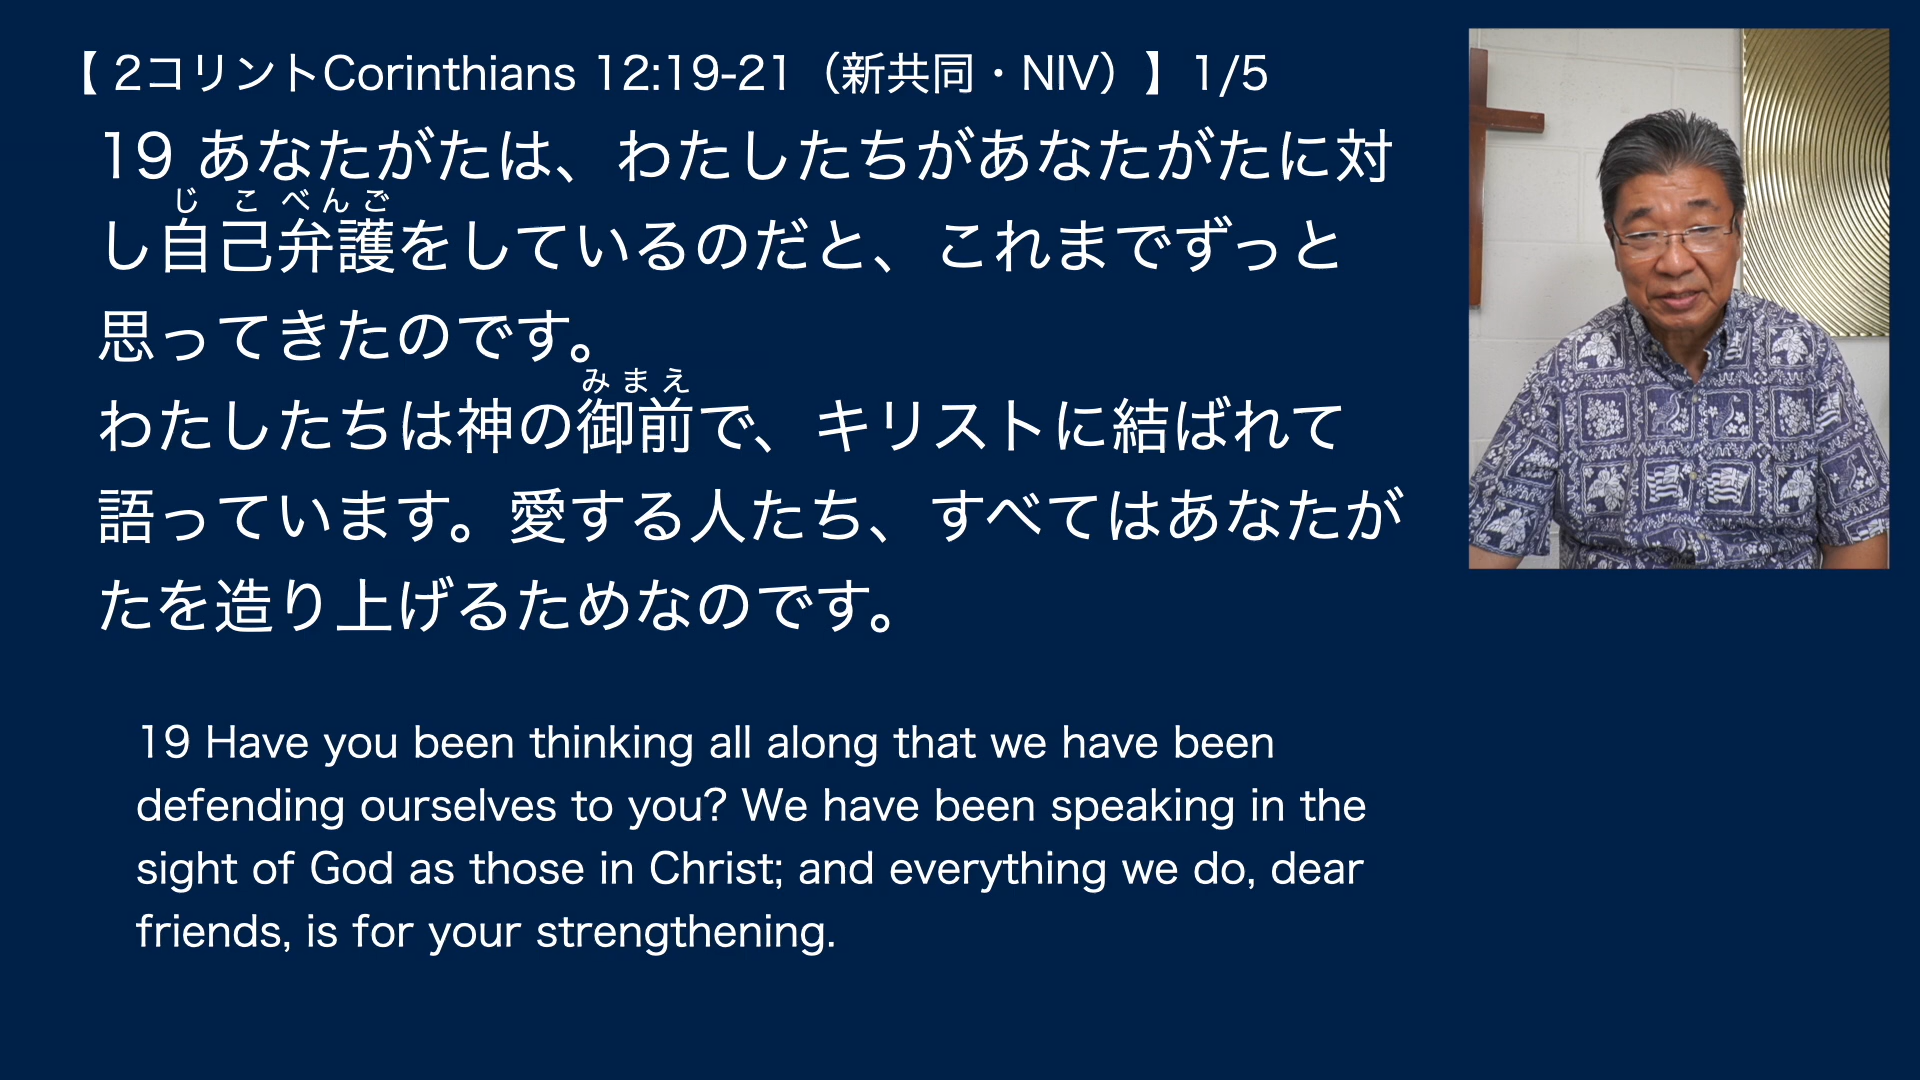 【 2コリントCorinthians 12:19-21（新共同・NIV）】1/5
19 あなたがたは、わたしたちがあなたがたに対
じ こ べんご
し自己弁護をしているのだと、これまでずっと
思ってきたのです。
みまえ
わたしたちは神の御前で、キリストに結ばれて
語っています。愛する人たち、すべてはあなたが
たを造り上げるためなのです。
19 Have you been thinking all along that we have been
defending ourselves to you? We have been speaking in the
sight of God as those in Christ; and everything we do, dear
friends, is for your strengthening.